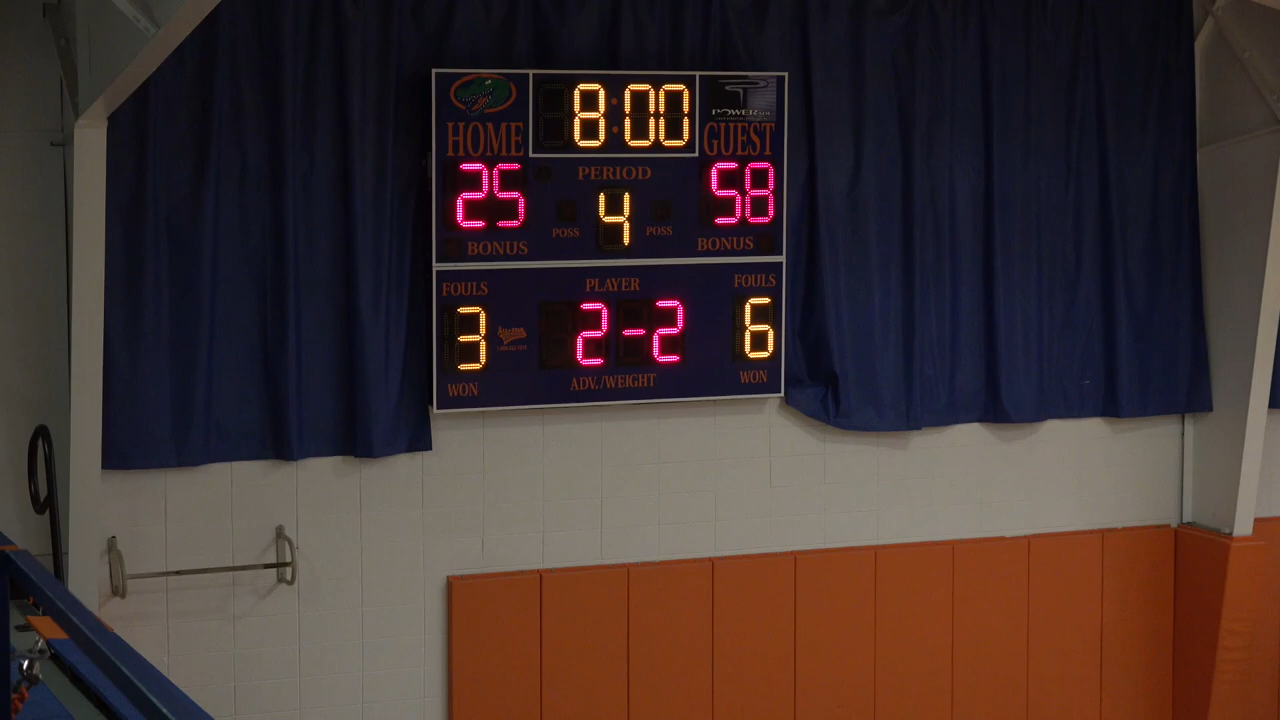 8:00
HOME
POWERADE
GUEST
25
PERIOD
58
4
POSS
POSS
BONUS
BONUS
FOULS
PLAYER
FOULS
3
2-2
6
WON
ADV./WEIGHT
WON